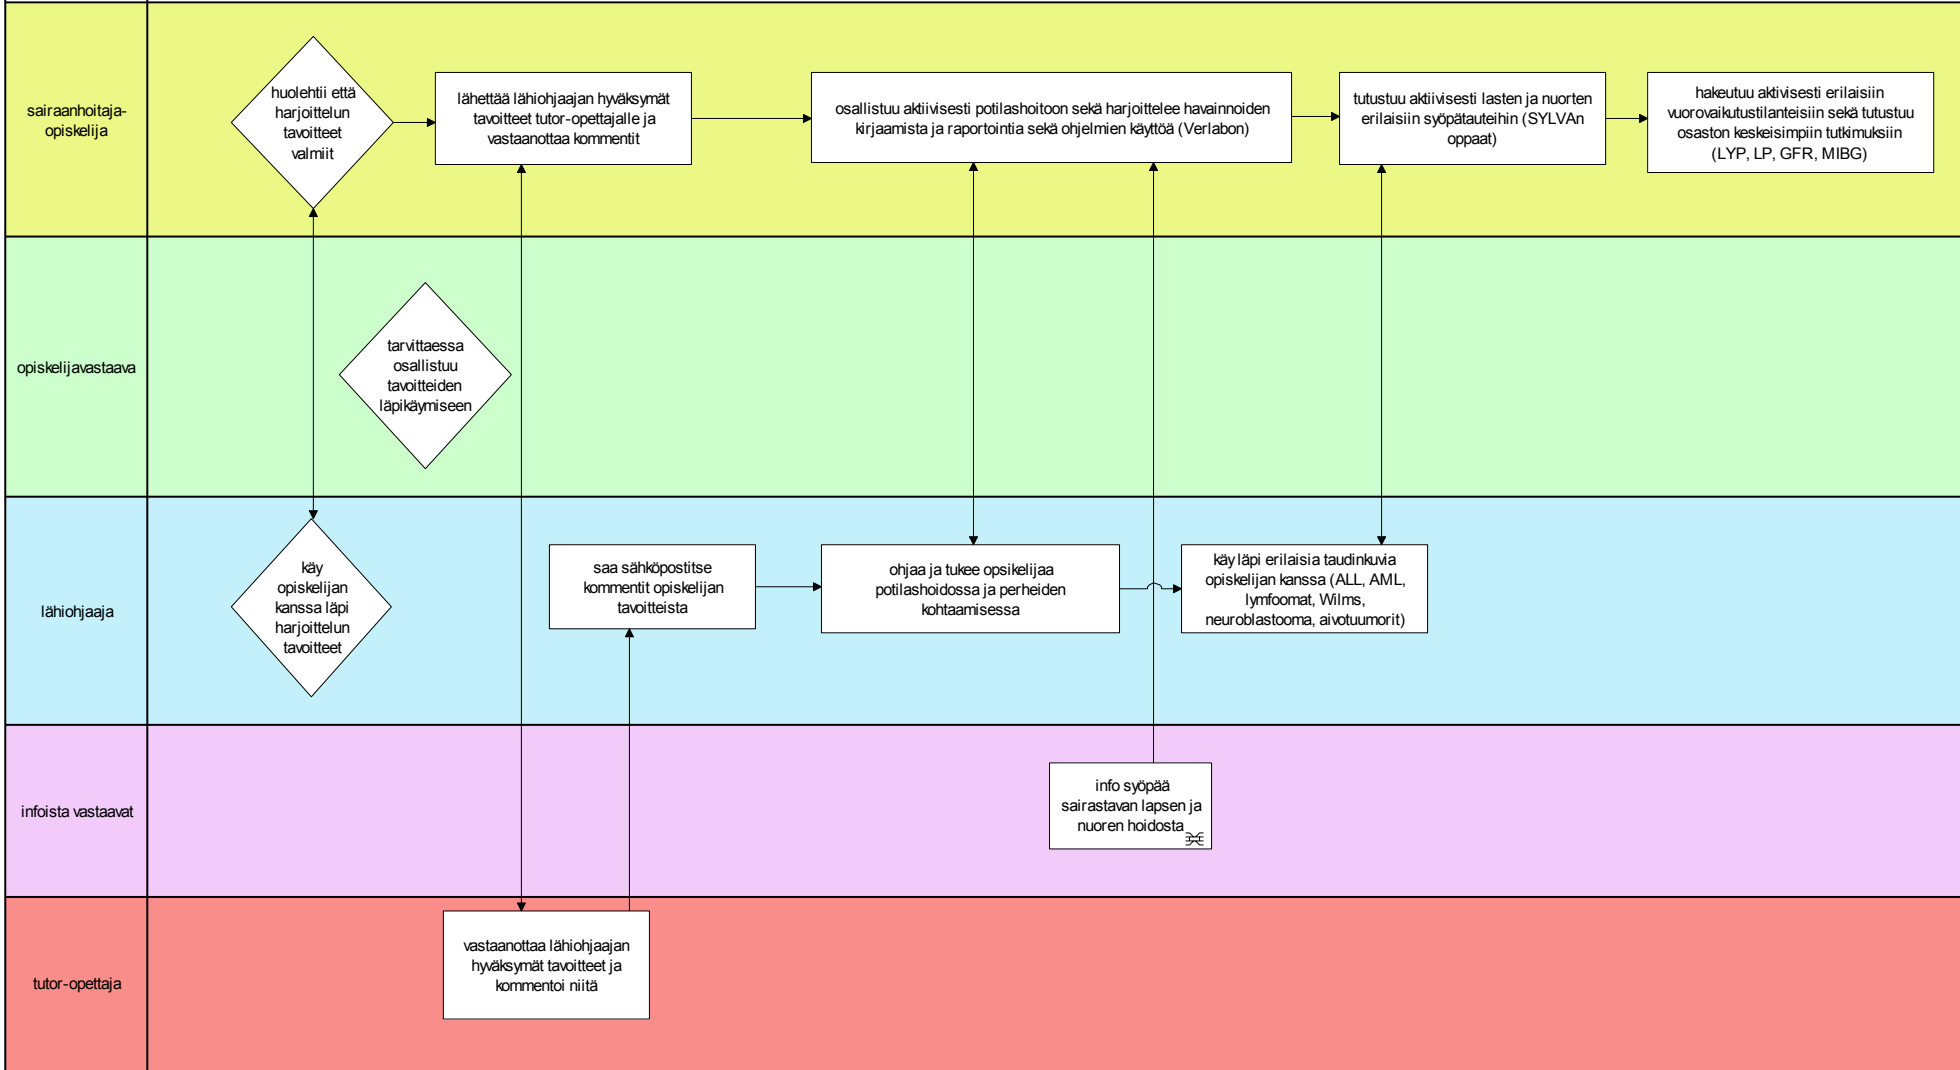 sairaanhoitaja-
opiskelija
huolehtii että
harjoittelun
tavoitteet
valmiit
lähettää lähiohjaajan hyväksymät
tavoitteet tutor-opettajalle ja
vastaanottaa kommentit
osallistuu aktiivisesti potilashoitoon sekä harjoittelee havainnoiden
kirjaamista ja raportointia sekä ohjelmien käyttöä (Verlabon)
tutustuu aktiivisesti lasten ja nuorten
erilaisiin syöpätauteihin (SYLVAn
oppaat)
hakeutuu aktivisesti erilaisiin
vuorovaikutustilanteisiin sekä tutustuu
osaston keskeisimpiin tutkimuksiin
(LYP, LP, GFR, MIBG)
opiskelijavastaava
tarvittaessa
osallistuu
tavoitteiden
läpikäymiseen
lähiohjaaja
käy
opiskelijan
kanssa läpi
harjoittelun
tavoitteet
saa sähköpostitse
kommentit opiskelijan
tavoitteista
ohjaa ja tukee opsikelijaa
potilashoidossa ja perheiden
kohtaamisessa
käy läpi erilaisia taudinkuvia
opiskelijan kanssa (ALL, AML,
lymfoomat, Wilms,
neuroblastooma, aivotuumorit)
infoista vastaavat
info syöpää
sairastavan lapsen ja
nuoren hoidosta
tutor-opettaja
vastaanottaa lähiohjaajan
hyväksymät tavoitteet ja
kommentoi niitä